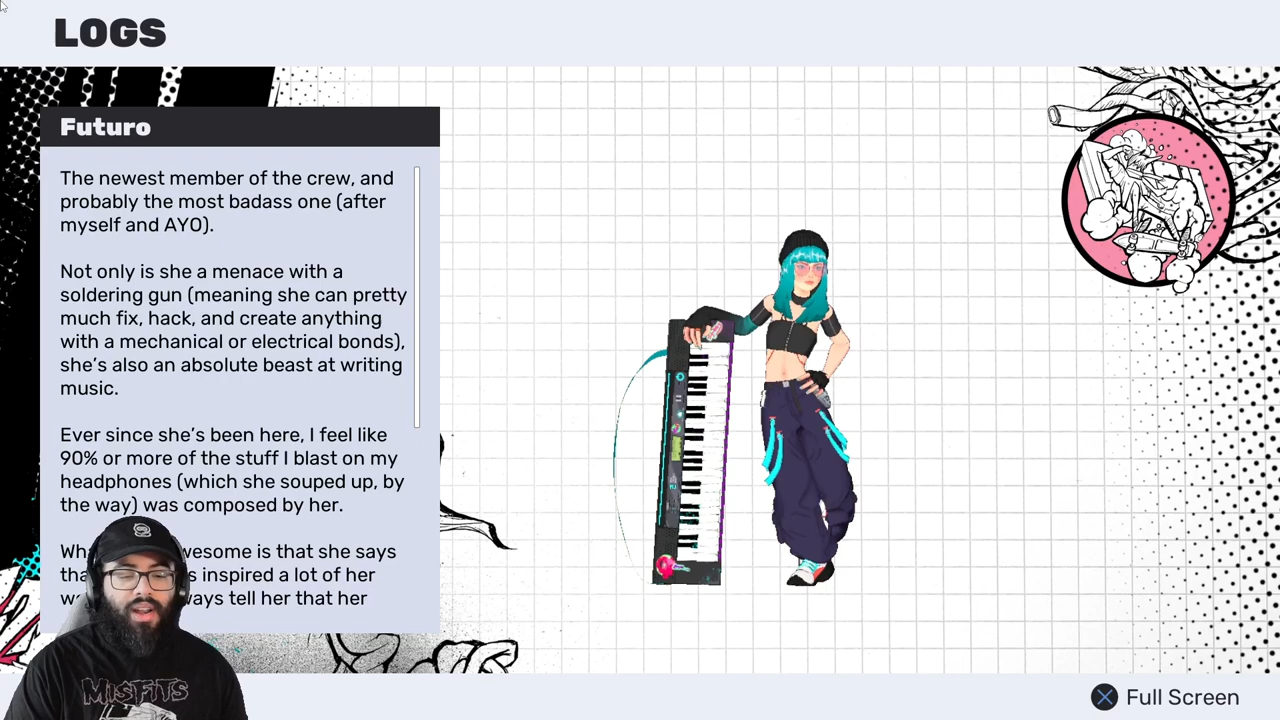 LOGS
Futuro
The newest member of the crew, and
probably the most badass one (after
myself and AYO).
Not only is she a menace with a
soldering gun (meaning she can pretty
much fix, hack, and create anything
with a mechanical or electrical bonds),
she's also an absolute beast at writing
music.
Ever since she's been here, I feel like
90% or more of the stuff I blast on my
headphones (which she souped up, by
the way) was composed by her.
is that she says
inspired a lot of her
tell her that her
MISFITS
Full Screen